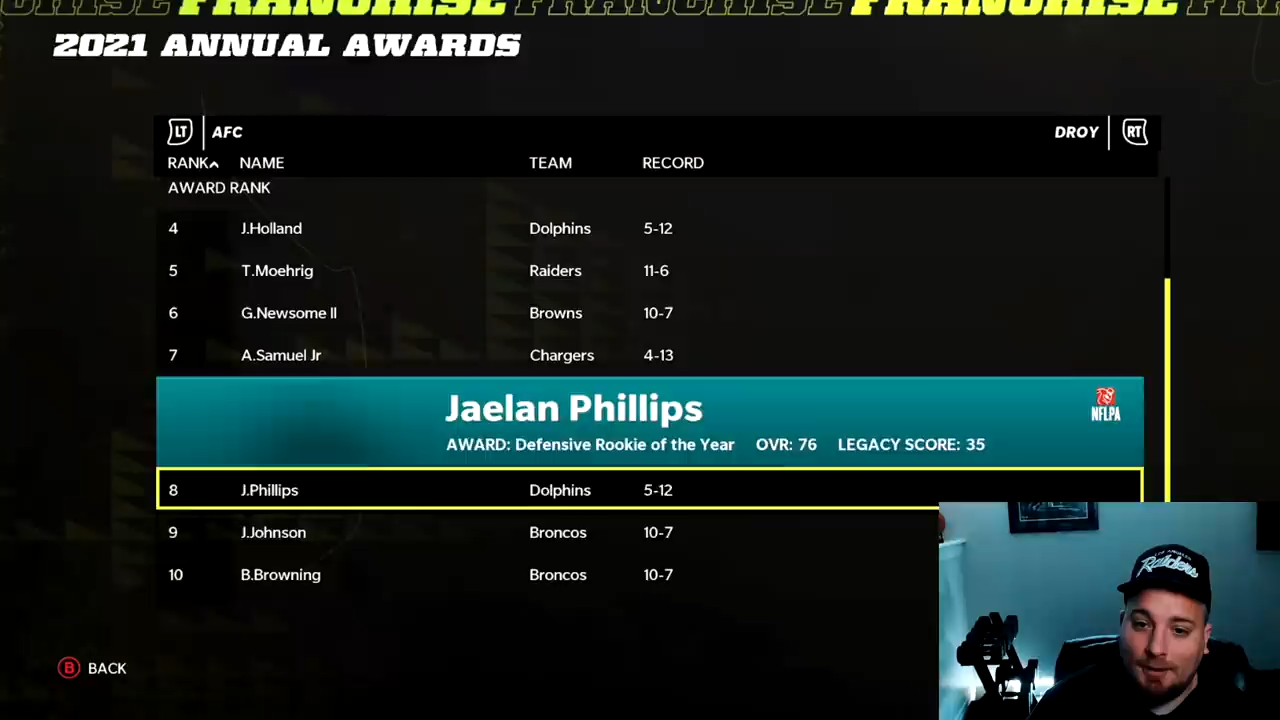 FRANCHISE FRANCHISE FRANCHISE
2021 ANNUAL AWARDS
LT AFC DROY RT
RANK NAME TEAM RECORD
AWARD RANK
4 J.Holland Dolphins 5-12
5 T.Moehrig Raiders 11-6
6 G.Newsome II Browns 10-7
7 A.Samuel Jr Chargers 4-13
Jaelan Phillips
NFLPA
AWARD: Defensive Rookie of the Year OVR: 76 LEGACY SCORE: 35
8 J.Phillips Dolphins 5-12
9 J.Johnson Broncos 10-7
10 B.Browning Broncos 10-7
Raiders
B BACK